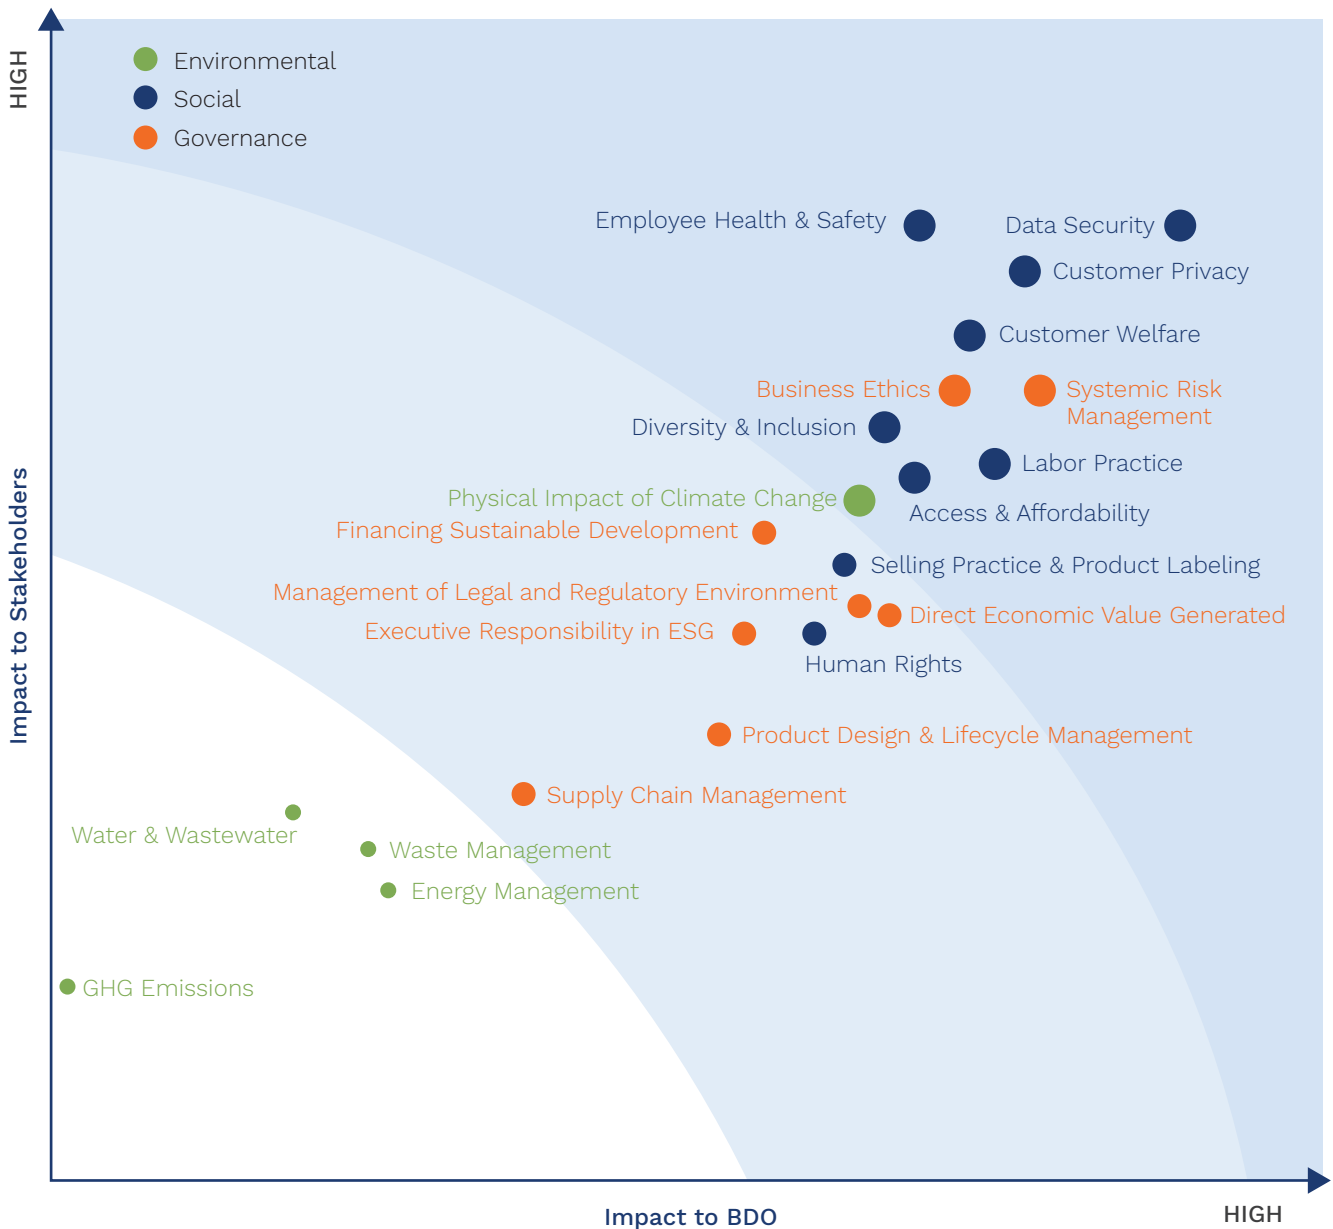 HIGH
Environmental
Social
Governance
Employee Health & Safety
Data Security
Customer Privacy
Customer Welfare
Business Ethics
Systemic Risk
Management
Diversity & Inclusion
Labor Practice
Physical Impact of Climate Change
Access & Affordability
Financing Sustainable Development
Selling Practice & Product Labeling
Management of Legal and Regulatory Environment
Direct Economic Value Generated
Executive Responsibility in ESG
Human Rights
Product Design & Lifecycle Management
Supply Chain Management
Water & Wastewater
Waste Management
Energy Management
GHG Emissions
Impact to Stakeholders
Impact to BDO
HIGH